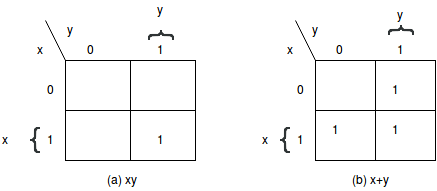 y
y
x 0 1
0
x { 1 1
(a) xy
y
y
x 0 1
0 1
x { 1 1 1
(b) x+y